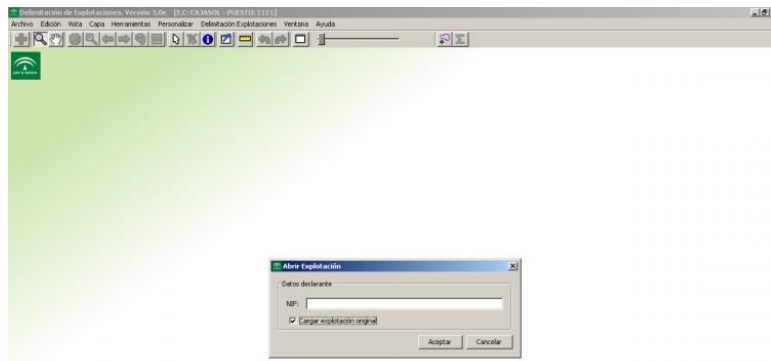 Delimitación de Explotaciones. Versión 3.0e [E.C: CAJASOL - PUESTO: 1111]
Archivo Edición Vista Capa Herramientas Personalizar Delimitación Explotaciones Ventana Ayuda
Abrir Explotación
Datos declarante
NIF:
Cargar explotación original
Aceptar Cancelar